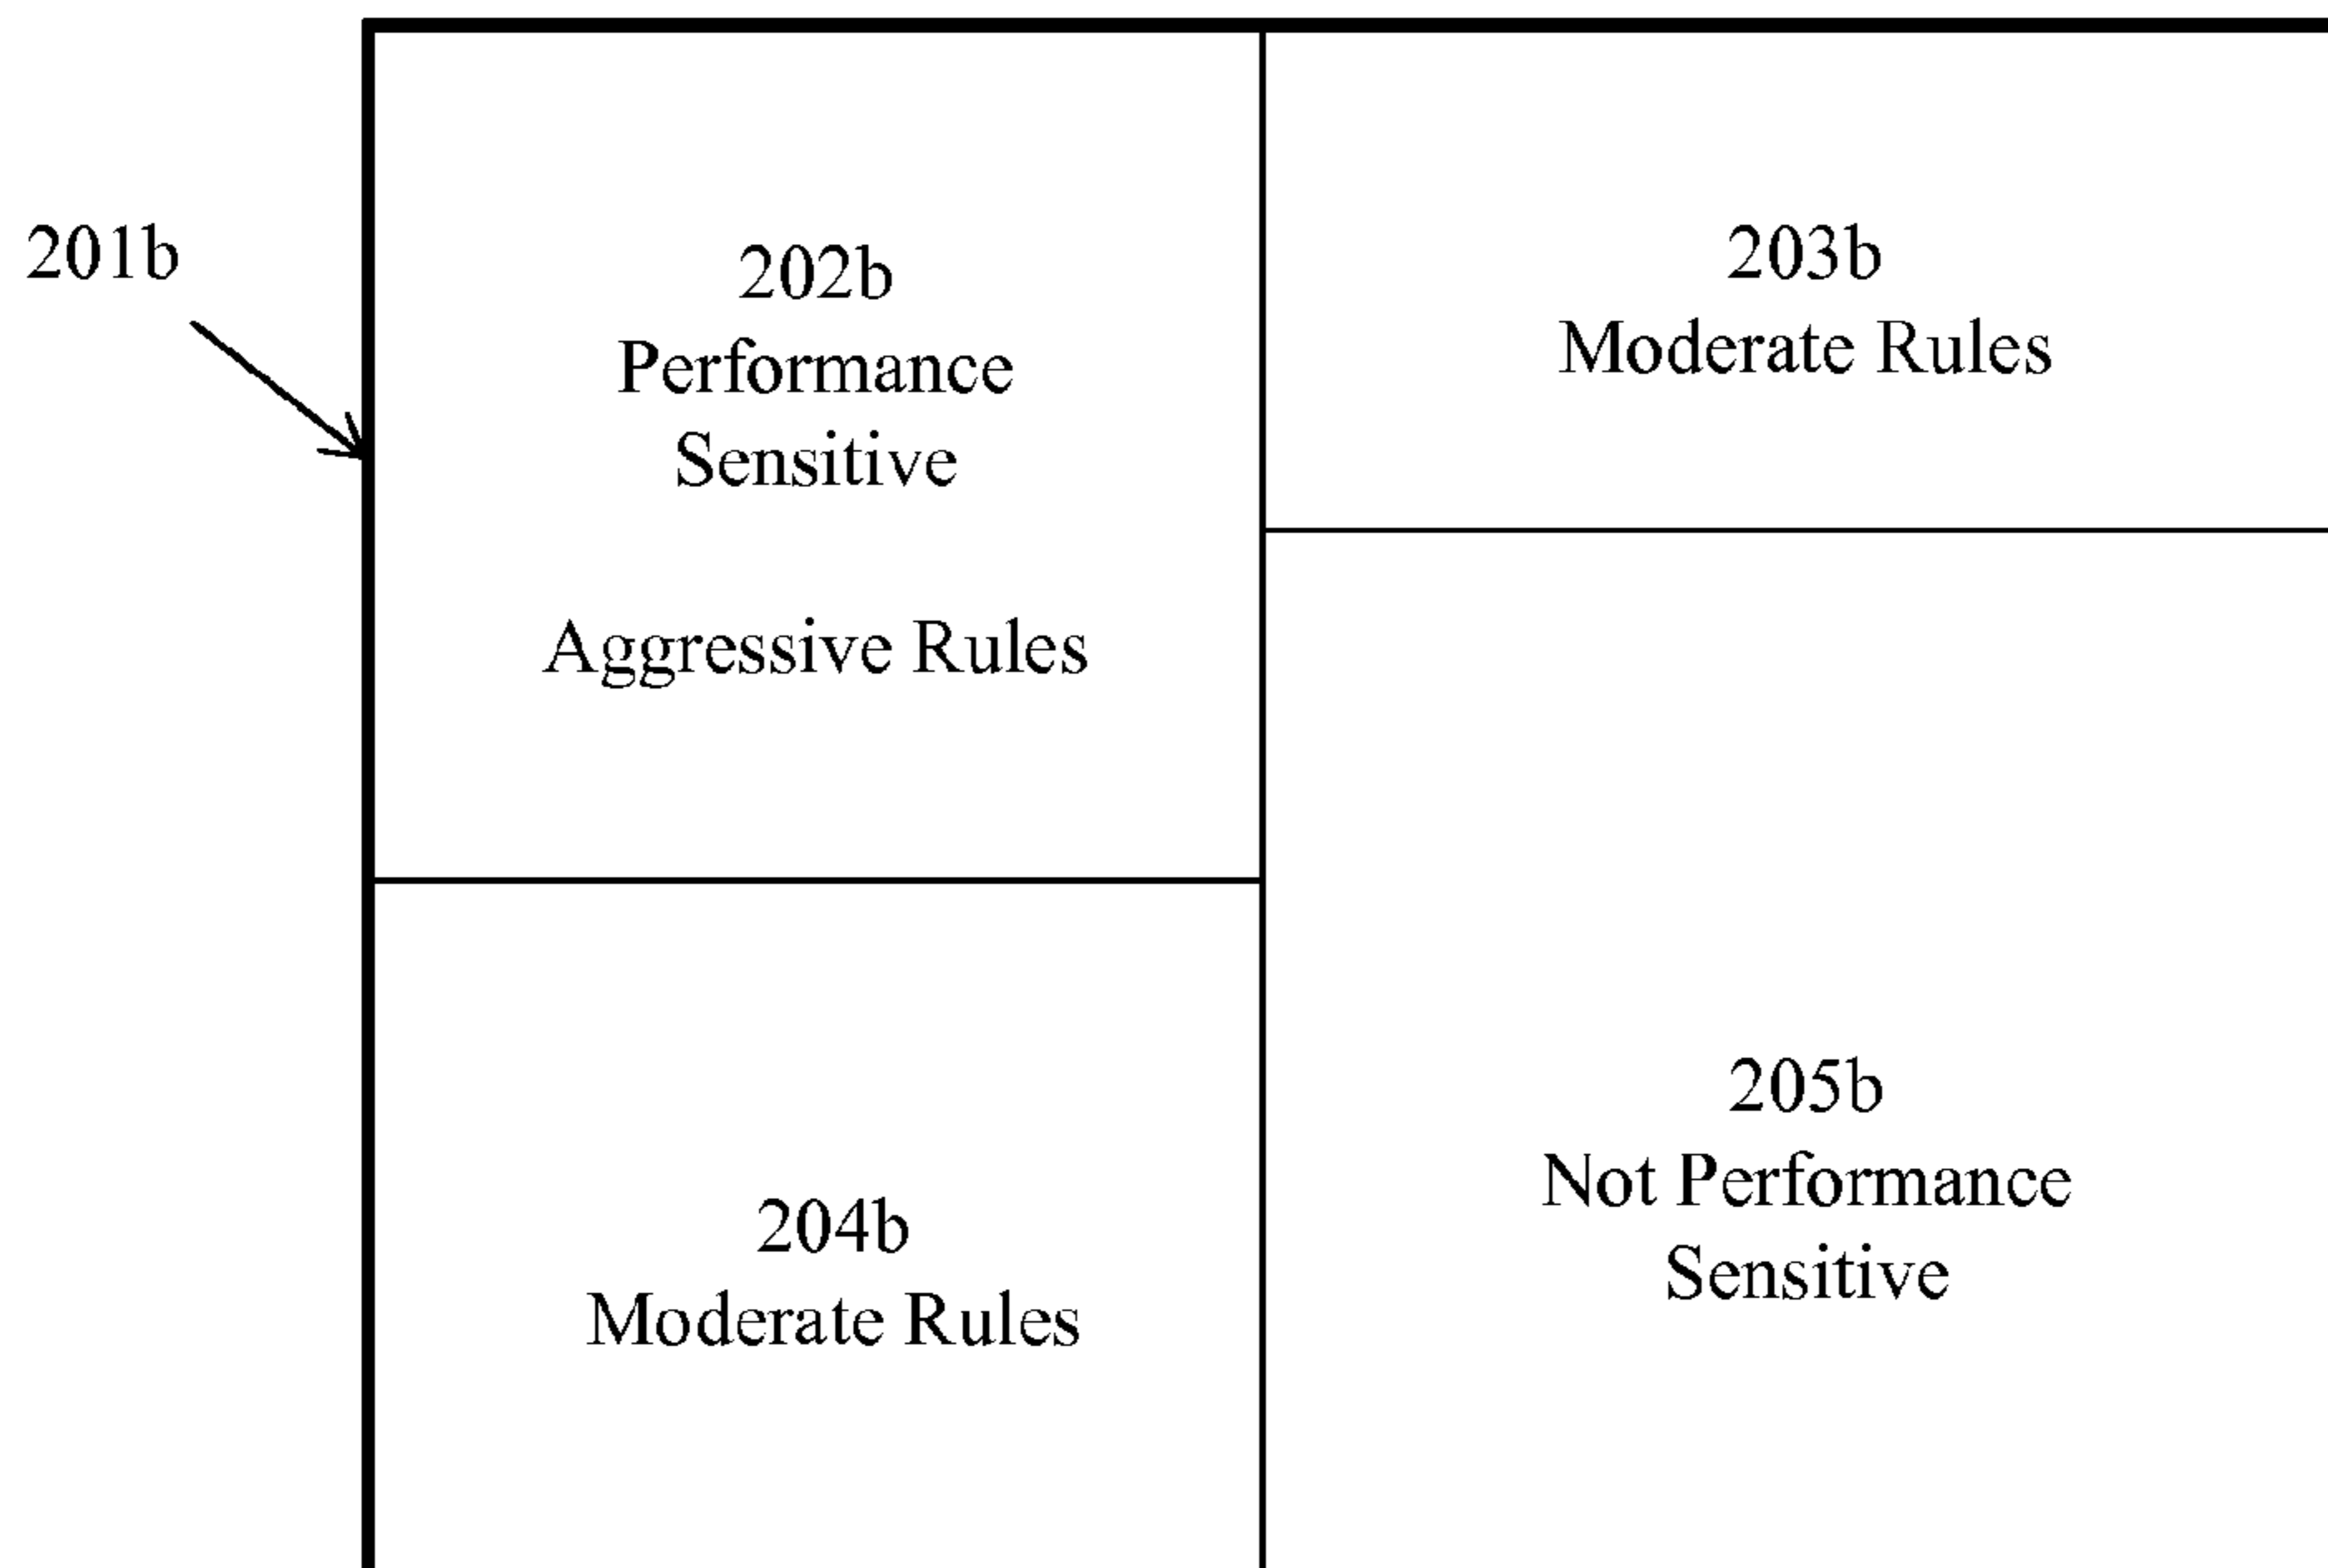 201b
202b
Performance
Sensitive
Aggressive Rules
203b
Moderate Rules
204b
Moderate Rules
205b
Not Performance
Sensitive